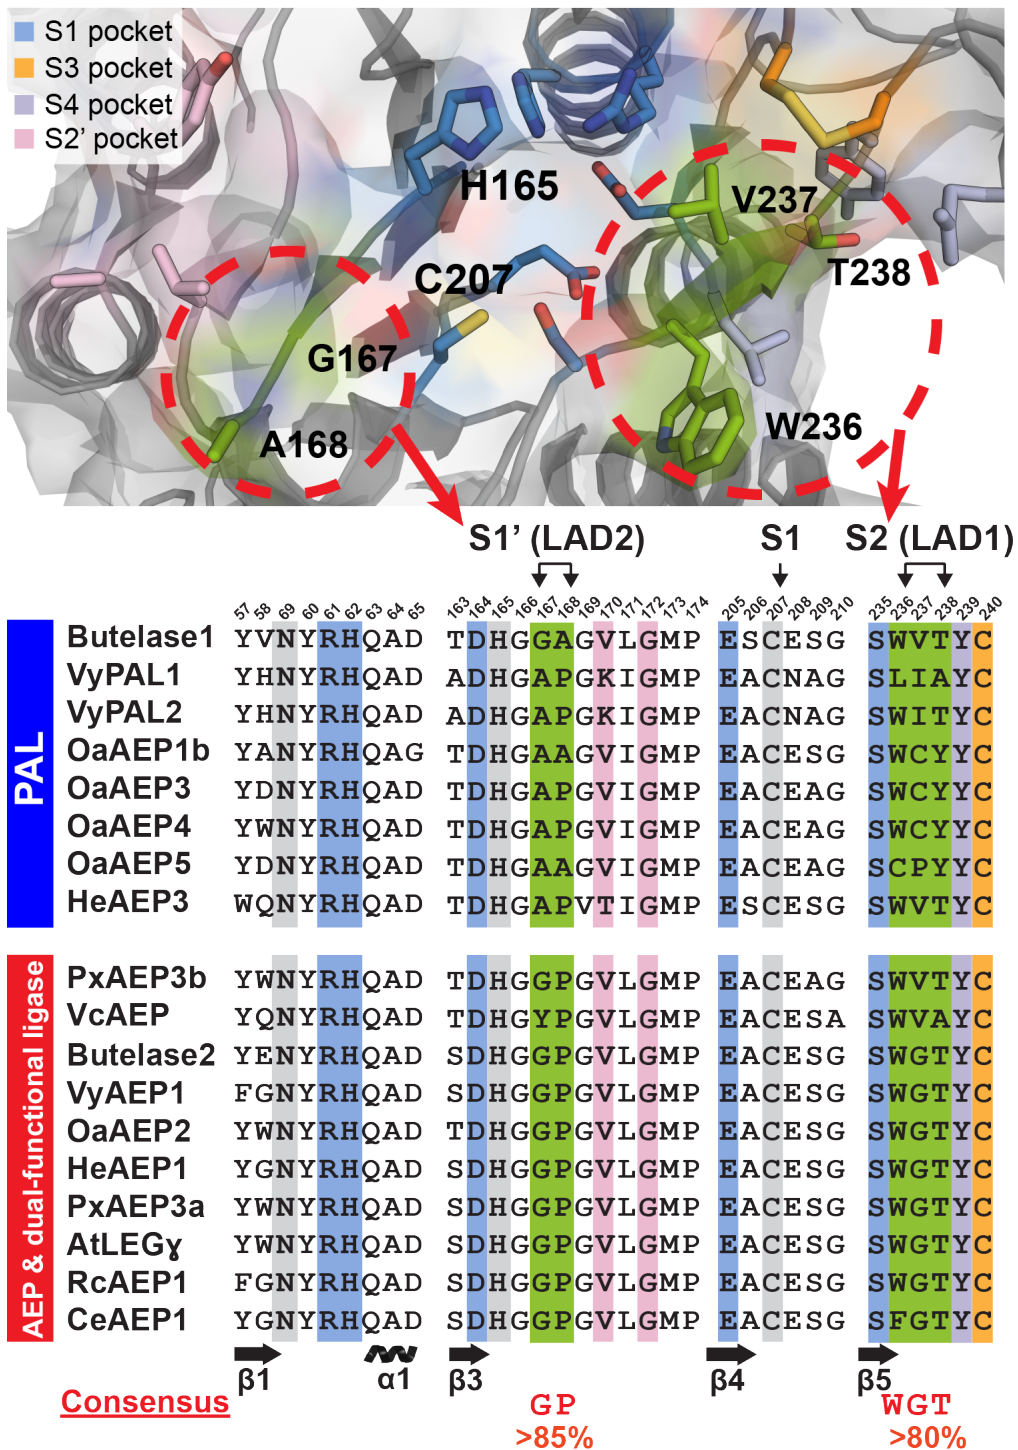 S1 pocket
S3 pocket
S4 pocket
S2' pocket
H165
V237
C207
T238
G167
W236
A168
S1' (LAD2) S1 S2 (LAD1)
57 58 69 60 61 62 63 64 65 163 164 165 166 167 168 169 170 171 172 173 174 205 206 207 208 209 210 235 236 237 238 239 240
PAL
Butelase1 YVNYRHQAD TDHGGAGVLGMP ESCESG SWVTYC
VyPAL1 YHNYRHQAD ADHGAPGKIGMP EACNAG SLIAYC
VyPAL2 YHNYRHQAD ADHGAPGKIGMP EACNAG SWITYC
OaAEP1b YANYRHQAG TDHGAAGVIGMP EACESG SWCYYC
OaAEP3 YDNYRHQAD TDHGAPGVIGMP EACEAG SWCYYC
OaAEP4 YWNYRHQAD TDHGAPGVIGMP EACEAG SWCYYC
OaAEP5 YDNYRHQAD TDHGAAGVIGMP EACEAG SCPYYC
HeAEP3 WQNYRHQAD TDHGAPVTIGMP ESCESG SWVTYC
AEP & dual-functional ligase
PxAEP3b YWNYRHQAD TDHGGPGVLGMP EACEAG SWVTYC
VcAEP YQNYRHQAD TDHGYPGVLGMP EACESA SWVAYC
Butelase2 YENYRHQAD SDHGGPGVLGMP EACESG SWGTYC
VyAEP1 FGNYRHQAD SDHGGPGVLGMP EACESG SWGTYC
OaAEP2 YWNYRHQAD TDHGGPGVLGMP EACESG SWGTYC
HeAEP1 YGNYRHQAD SDHGGPGVLGMP EACESG SWGTYC
PxAEP3a YWNYRHQAD SDHGGPGVLGMP EACESG SWGTYC
AtLEGɣ YWNYRHQAD SDHGGPGVLGMP EACESG SWGTYC
RcAEP1 FGNYRHQAD SDHGGPGVLGMP EACESG SWGTYC
CeAEP1 YGNYRHQAD SDHGGPGVLGMP EACESG SFGTYC
β1 α1 β3 β4 β5
Consensus GP WGT
>85% >80%